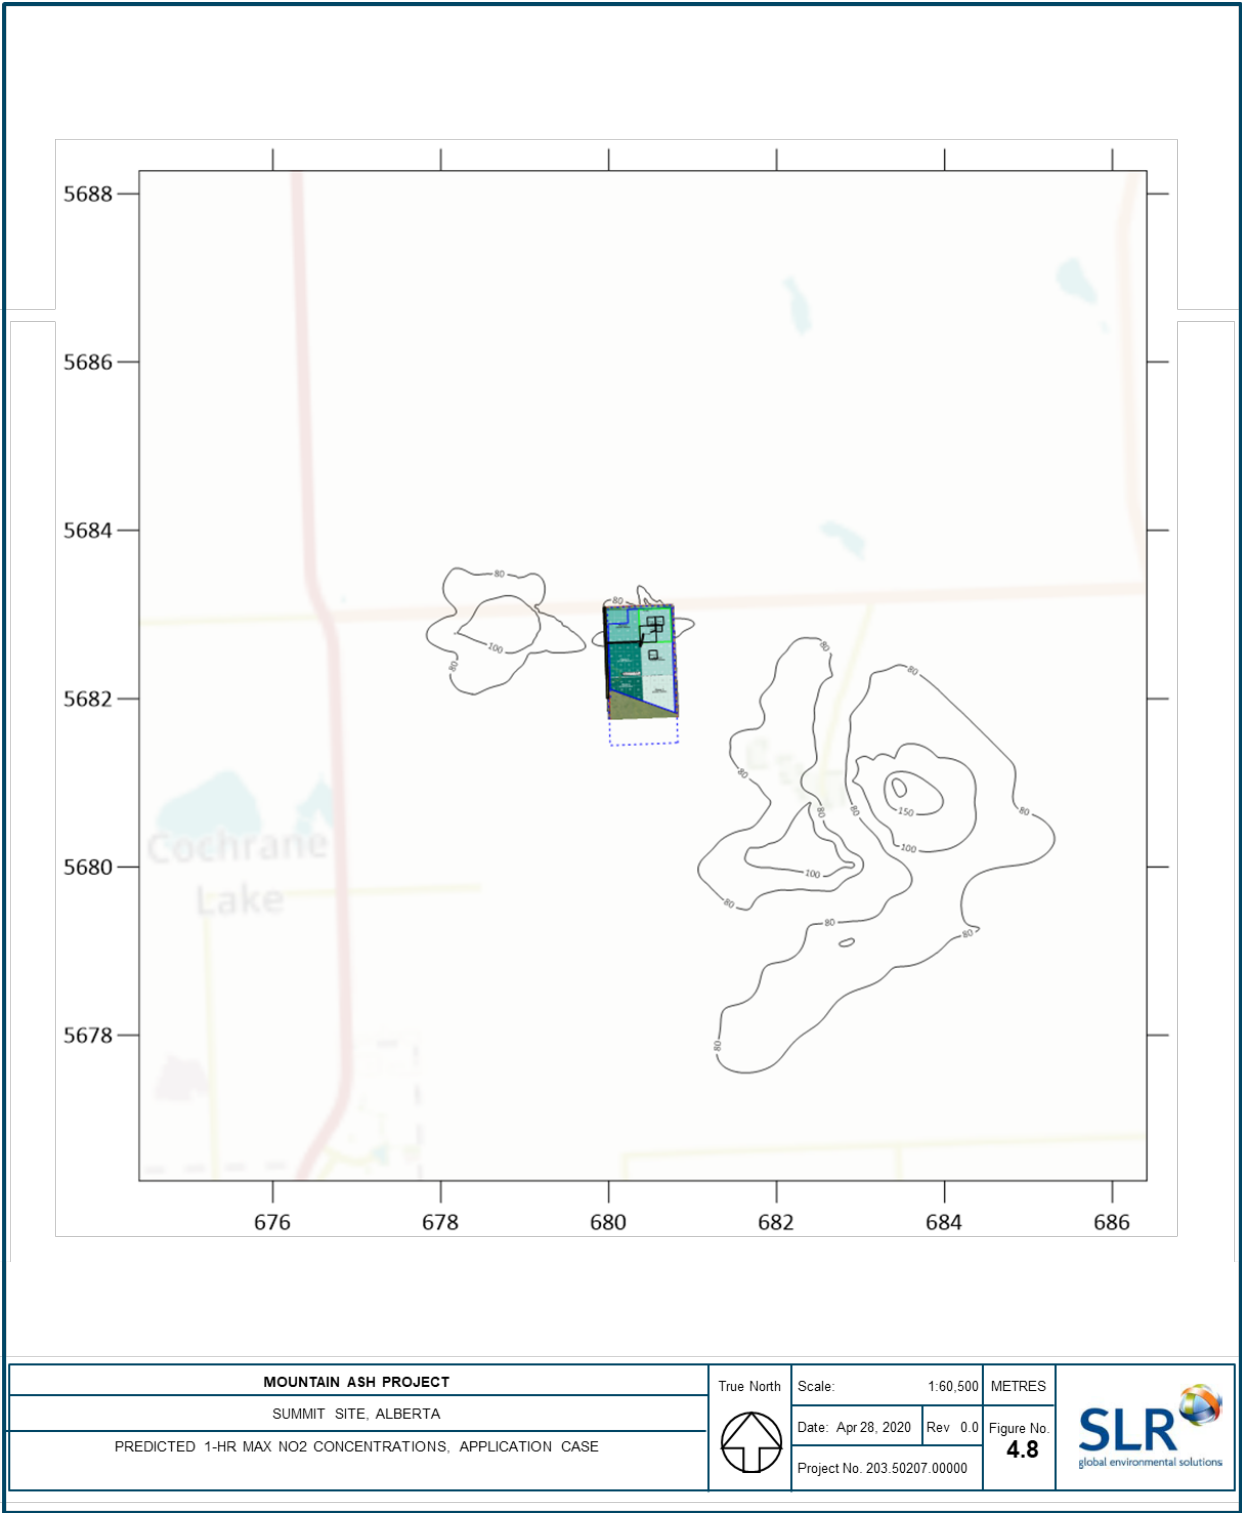 5688
5686
5684
80
80
100
80
80
80
5682
80
150
80
80
80
100
Cochrane
5680
100
Lake
80
80
80
5678
80
676 678 680 682 684 686
MOUNTAIN ASH PROJECT
SUMMIT SITE, ALBERTA
PREDICTED 1-HR MAX NO2 CONCENTRATIONS, APPLICATION CASE
True North
Scale: 1:60,500
METRES
Date: Apr 28, 2020
Rev 0.0
Figure No.
4.8
Project No. 203.50207.00000
SLR
global environmental solutions